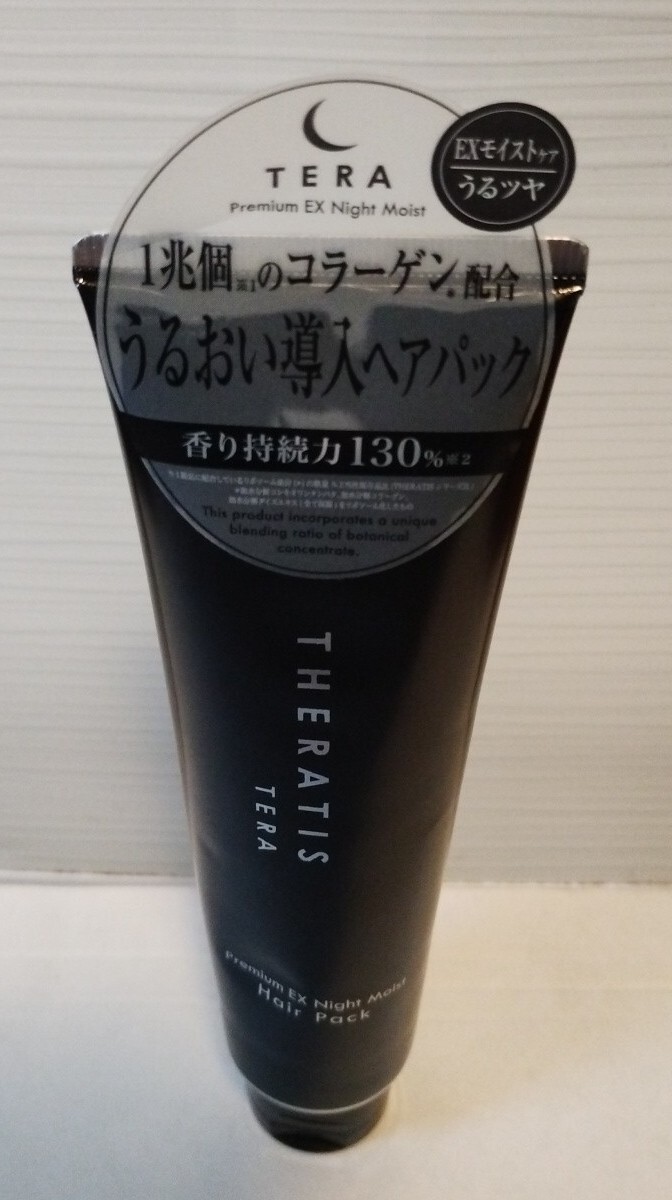 TERA
Premium EX Night Moist
EXモイストケア
うるツヤ
1兆個※1のコラーゲン*配合
うるおい導入ヘアパック
香り持続力130%※2
This product incorporates a unique
blending ratio of botanical
concentrate.
THERATIS
TERA
Premium EX Night Moist
Hair Pack